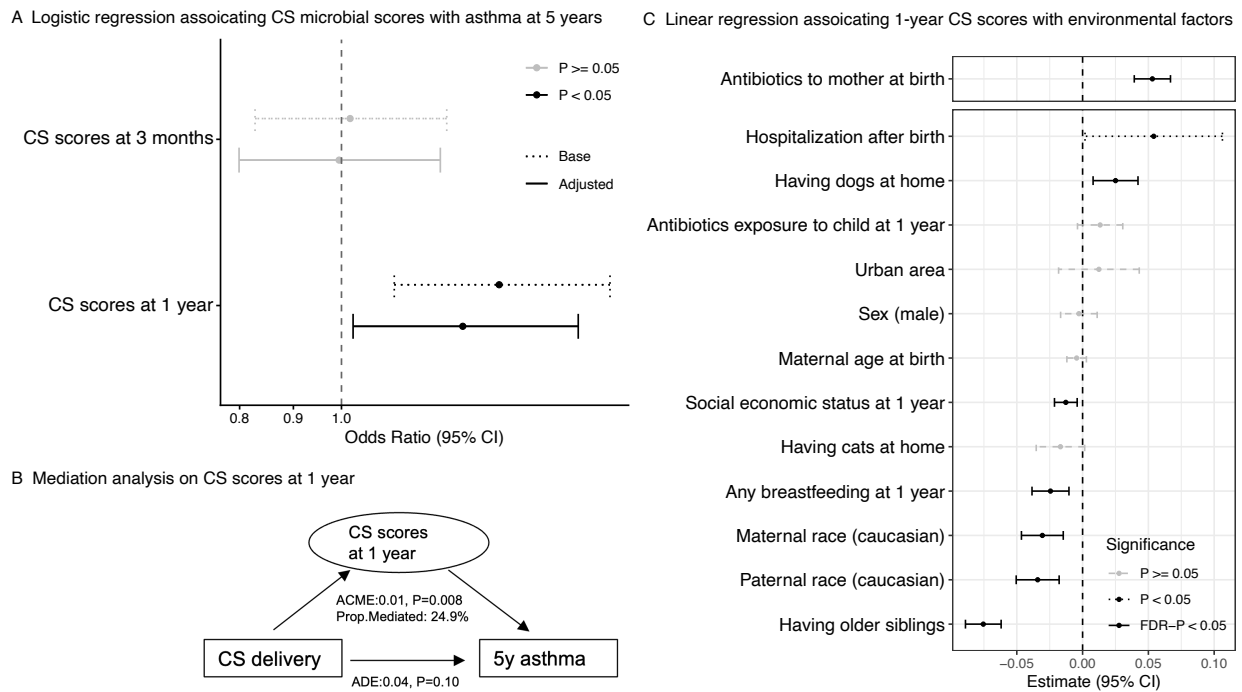 A Logistic regression assoicating CS microbial scores with asthma at 5 years
P >= 0.05
P < 0.05
CS scores at 3 months
Base
Adjusted
CS scores at 1 year
0.8 0.9 1.0
Odds Ratio (95% CI)
B Mediation analysis on CS scores at 1 year
CS scores
at 1 year
ACME:0.01, P=0.008
Prop.Mediated: 24.9%
CS delivery
5y asthma
ADE:0.04, P=0.10
C Linear regression assoicating 1-year CS scores with environmental factors
Antibiotics to mother at birth
Hospitalization after birth
Having dogs at home
Antibiotics exposure to child at 1 year
Urban area
Sex (male)
Maternal age at birth
Social economic status at 1 year
Having cats at home
Any breastfeeding at 1 year
Maternal race (caucasian)
Paternal race (caucasian)
Having older siblings
Significance
P >= 0.05
P < 0.05
FDR−P < 0.05
−0.05 0.00 0.05 0.10
Estimate (95% CI)